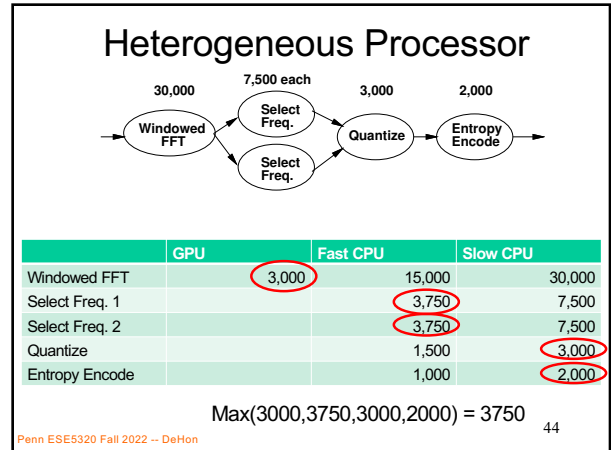 Heterogeneous Processor
30,000
7,500 each
3,000
2,000
Windowed
FFT
Select
Freq.
Select
Freq.
Quantize
Entropy
Encode
GPU Fast CPU Slow CPU
Windowed FFT 3,000 15,000 30,000
Select Freq. 1 3,750 7,500
Select Freq. 2 3,750 7,500
Quantize 1,500 3,000
Entropy Encode 1,000 2,000
Max(3000,3750,3000,2000) = 3750
44
Penn ESE5320 Fall 2022 -- DeHon